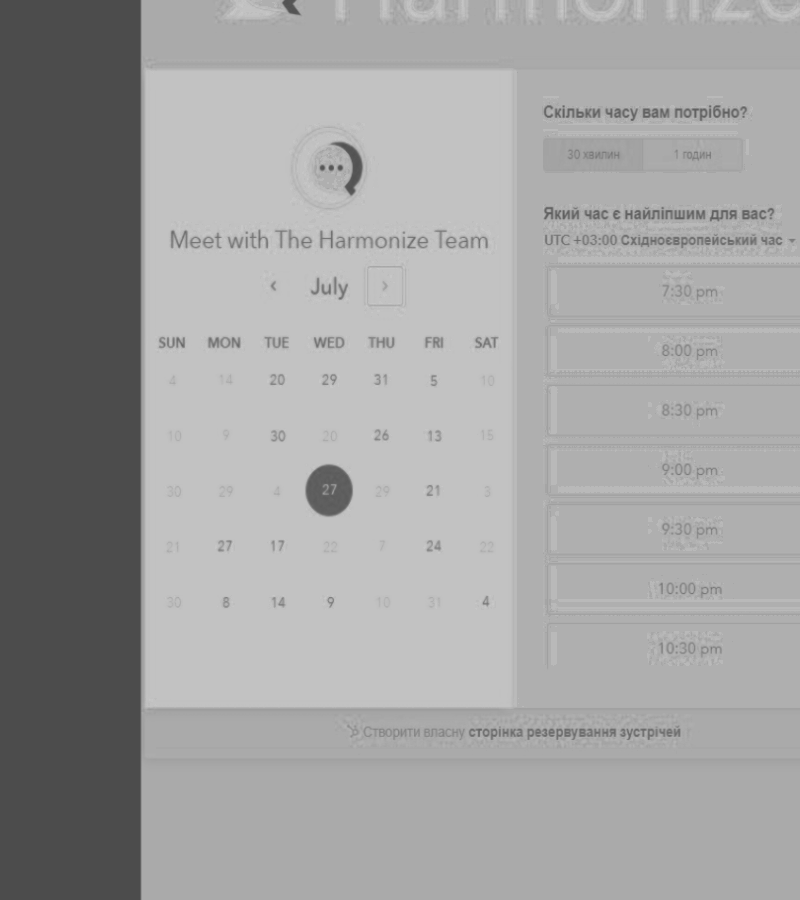 Harmonize
Meet with The Harmonize Team
‹ July ›
SUN MON TUE WED THU FRI SAT
4 14 20 29 31 5 10
10 9 30 20 26 13 15
30 29 4 27 29 21 3
21 27 17 22 7 24 22
30 8 14 9 10 31 4
Скільки часу вам потрібно?
30 хвилин 1 годин
Який час є найліпшим для вас?
UTC +03:00 Східноєвропейський час
7:30 pm
8:00 pm
8:30 pm
9:00 pm
9:30 pm
10:00 pm
10:30 pm
Створити власну сторінка резервування зустрічей